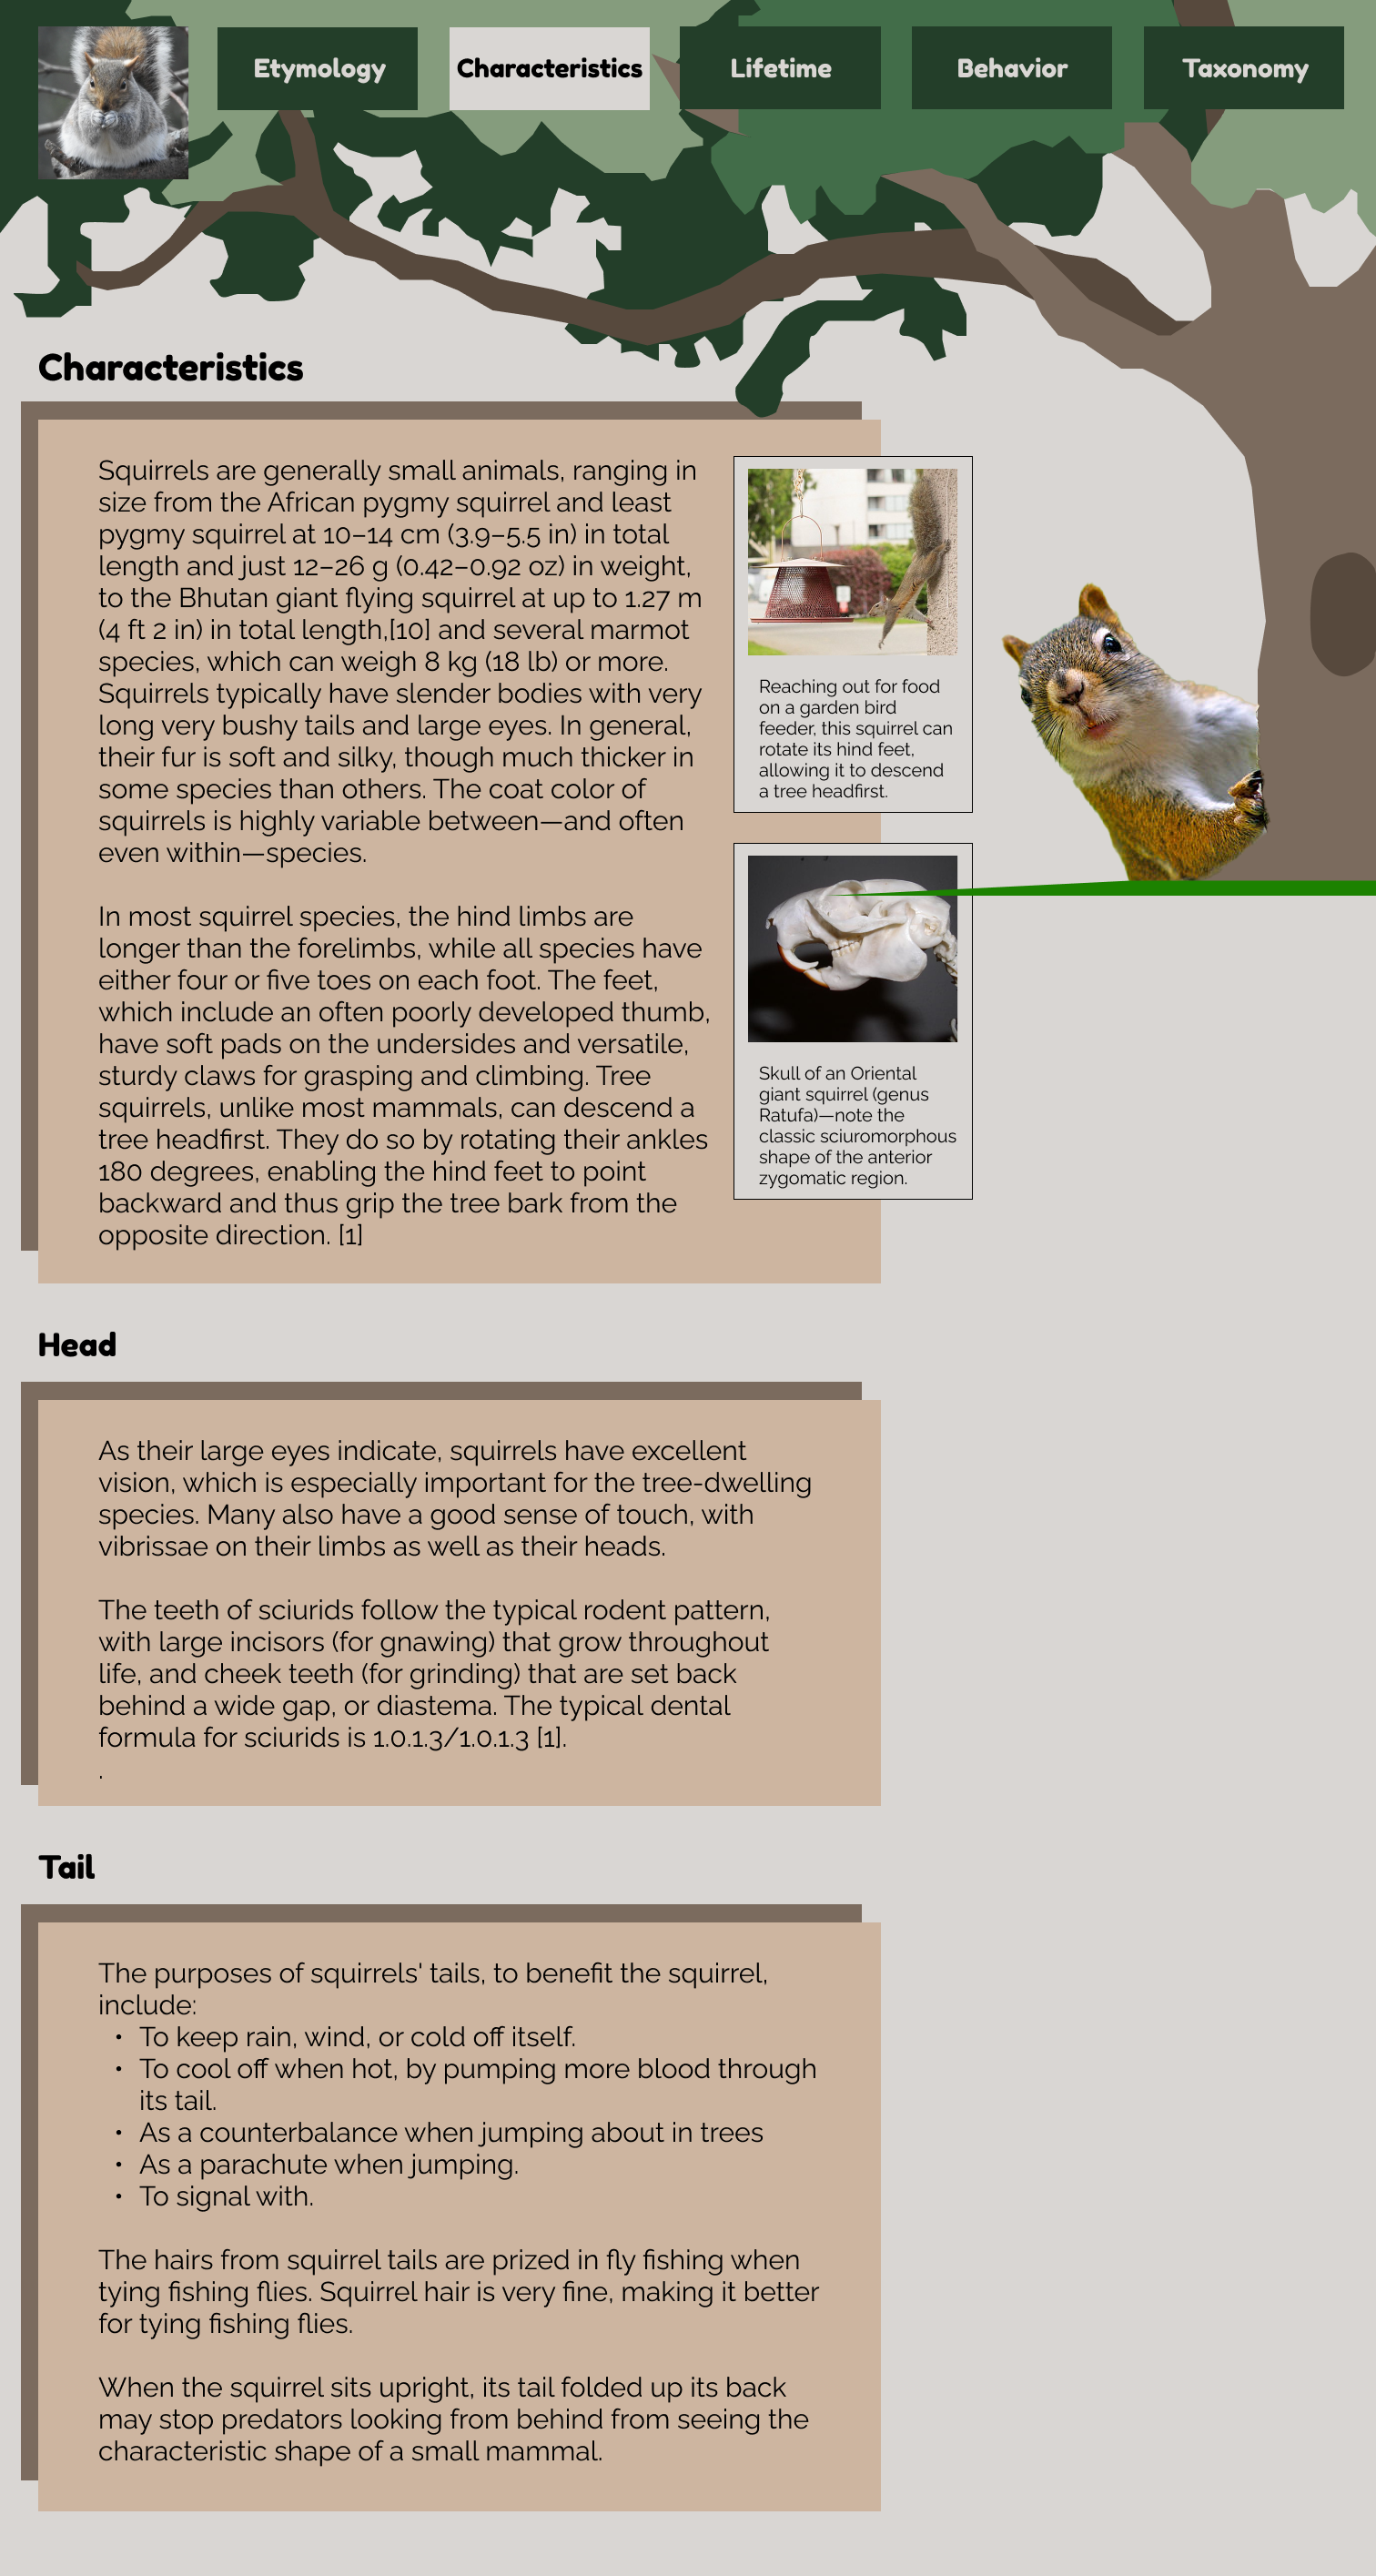 Etymology
Characteristics
Lifetime
Behavior
Taxonomy
Characteristics
Squirrels are generally small animals, ranging in
size from the African pygmy squirrel and least
pygmy squirrel at 10–14 cm (3.9–5.5 in) in total
length and just 12–26 g (0.42–0.92 oz) in weight,
to the Bhutan giant flying squirrel at up to 1.27 m
(4 ft 2 in) in total length,[10] and several marmot
species, which can weigh 8 kg (18 lb) or more.
Squirrels typically have slender bodies with very
long very bushy tails and large eyes. In general,
their fur is soft and silky, though much thicker in
some species than others. The coat color of
squirrels is highly variable between—and often
even within—species.
In most squirrel species, the hind limbs are
longer than the forelimbs, while all species have
either four or five toes on each foot. The feet,
which include an often poorly developed thumb,
have soft pads on the undersides and versatile,
sturdy claws for grasping and climbing. Tree
squirrels, unlike most mammals, can descend a
tree headfirst. They do so by rotating their ankles
180 degrees, enabling the hind feet to point
backward and thus grip the tree bark from the
opposite direction. [1]
Reaching out for food
on a garden bird
feeder, this squirrel can
rotate its hind feet,
allowing it to descend
a tree headfirst.
Skull of an Oriental
giant squirrel (genus
Ratufa)—note the
classic sciuromorphous
shape of the anterior
zygomatic region.
Head
As their large eyes indicate, squirrels have excellent
vision, which is especially important for the tree-dwelling
species. Many also have a good sense of touch, with
vibrissae on their limbs as well as their heads.
The teeth of sciurids follow the typical rodent pattern,
with large incisors (for gnawing) that grow throughout
life, and cheek teeth (for grinding) that are set back
behind a wide gap, or diastema. The typical dental
formula for sciurids is 1.0.1.3/1.0.1.3 [1].
.
Tail
The purposes of squirrels' tails, to benefit the squirrel,
include:
• To keep rain, wind, or cold off itself.
• To cool off when hot, by pumping more blood through
its tail.
• As a counterbalance when jumping about in trees
• As a parachute when jumping.
• To signal with.
The hairs from squirrel tails are prized in fly fishing when
tying fishing flies. Squirrel hair is very fine, making it better
for tying fishing flies.
When the squirrel sits upright, its tail folded up its back
may stop predators looking from behind from seeing the
characteristic shape of a small mammal.